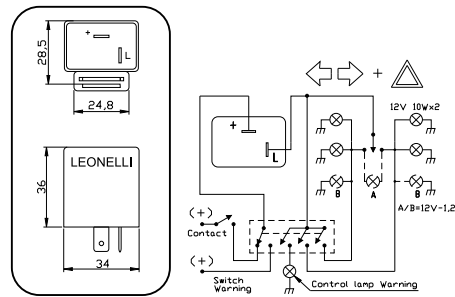 +
L
28,5
24,8
LEONELLI
36
34
+
+
L
12V 10W×2
B
A
B
A/B=12V-1,2
(+)
Contact
(+)
Switch
Warning
Control lamp Warning